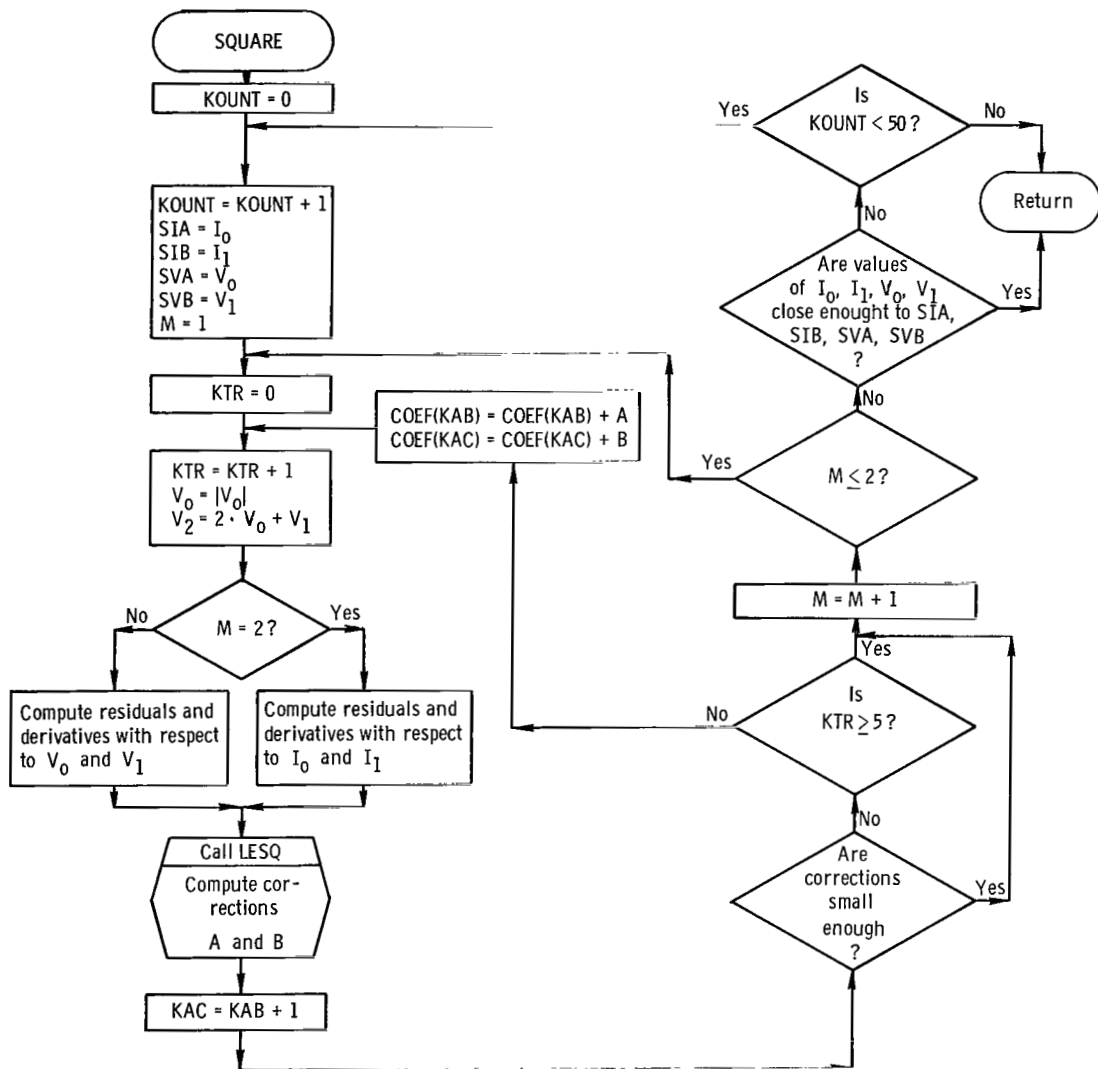 SQUARE
KOUNT = 0
KOUNT = KOUNT + 1
SIA = I₀
SIB = I₁
SVA = V₀
SVB = V₁
M = 1
KTR = 0
KTR = KTR + 1
V₀ = |V₀|
V₂ = 2 · V₀ + V₁
M = 2?
No
Yes
Compute residuals and
derivatives with respect
to V₀ and V₁
Compute residuals and
derivatives with respect
to I₀ and I₁
Call LESQ
Compute cor-
rections
A and B
KAC = KAB + 1
COEF(KAB) = COEF(KAB) + A
COEF(KAC) = COEF(KAC) + B
Is
KOUNT < 50?
Yes
No
Return
No
Are values
of I₀, I₁, V₀, V₁
close enought to SIA,
SIB, SVA, SVB
?
Yes
No
M ≤ 2?
Yes
M = M + 1
Yes
Is
KTR ≥ 5?
No
No
Are
corrections
small
enough
?
Yes